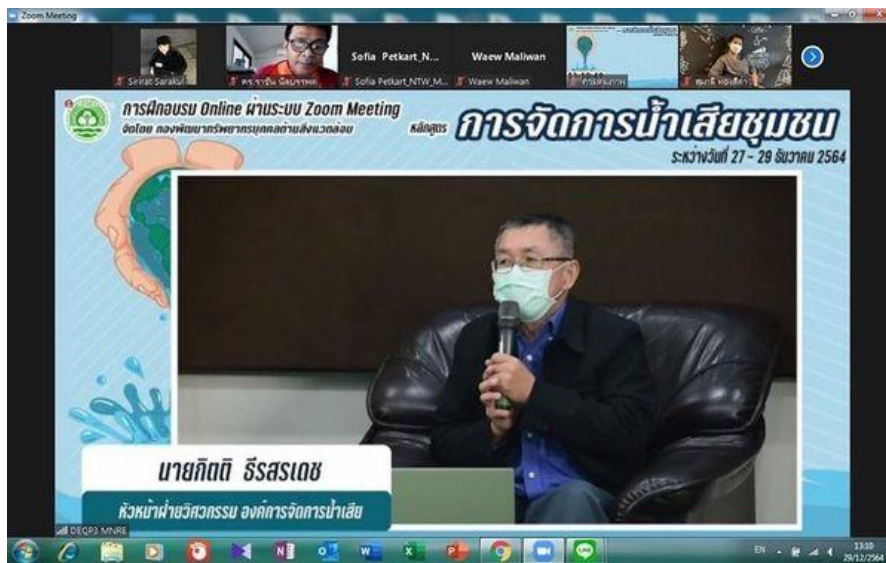 Zoom Meeting
Sofia Petkart_N...
Waew Maliwan
Sirirat Sarakul
Sofia Petkart_NTW_M...
Waew Maliwan
การฝึกอบรม Online ผ่านระบบ Zoom Meeting
จัดโดย กองพัฒนาทรัพยากรบุคคลด้านสิ่งแวดล้อม
หลักสูตร การจัดการน้ำเสียชุมชน
ระหว่างวันที่ 27 - 29 ธันวาคม 2564
นายกิตติ ธีรสรเดช
หัวหน้าฝ่ายวิศวกรรม องค์การจัดการน้ำเสีย
DEQP3 MNRE
EN
13:10
29/12/2564